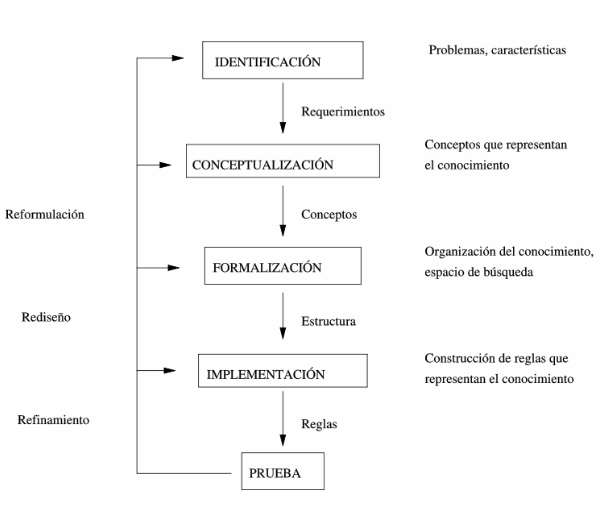 Problemas, características
IDENTIFICACIÓN
Requerimientos
Conceptos que representan
el conocimiento
CONCEPTUALIZACIÓN
Reformulación
Conceptos
Organización del conocimiento,
espacio de búsqueda
FORMALIZACIÓN
Rediseño
Estructura
Construcción de reglas que
representan el conocimiento
IMPLEMENTACIÓN
Refinamiento
Reglas
PRUEBA